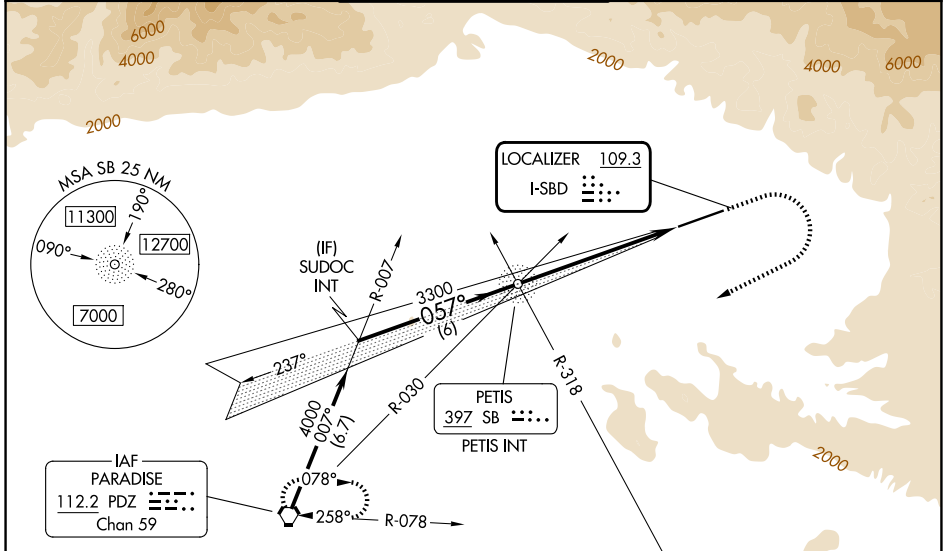 6000
4000
2000
2000
4000
6000
MSA SB 25 NM
11300
190°
090°
12700
280°
7000
LOCALIZER 109.3
I-SBD
(IF)
SUDOC
INT
R-007
3300
057°
(6)
237°
R-030
R-318
4000
007°
(6.7)
PETIS
397 SB
PETIS INT
2000
IAF
PARADISE
112.2 PDZ
Chan 59
078°
258°
R-078